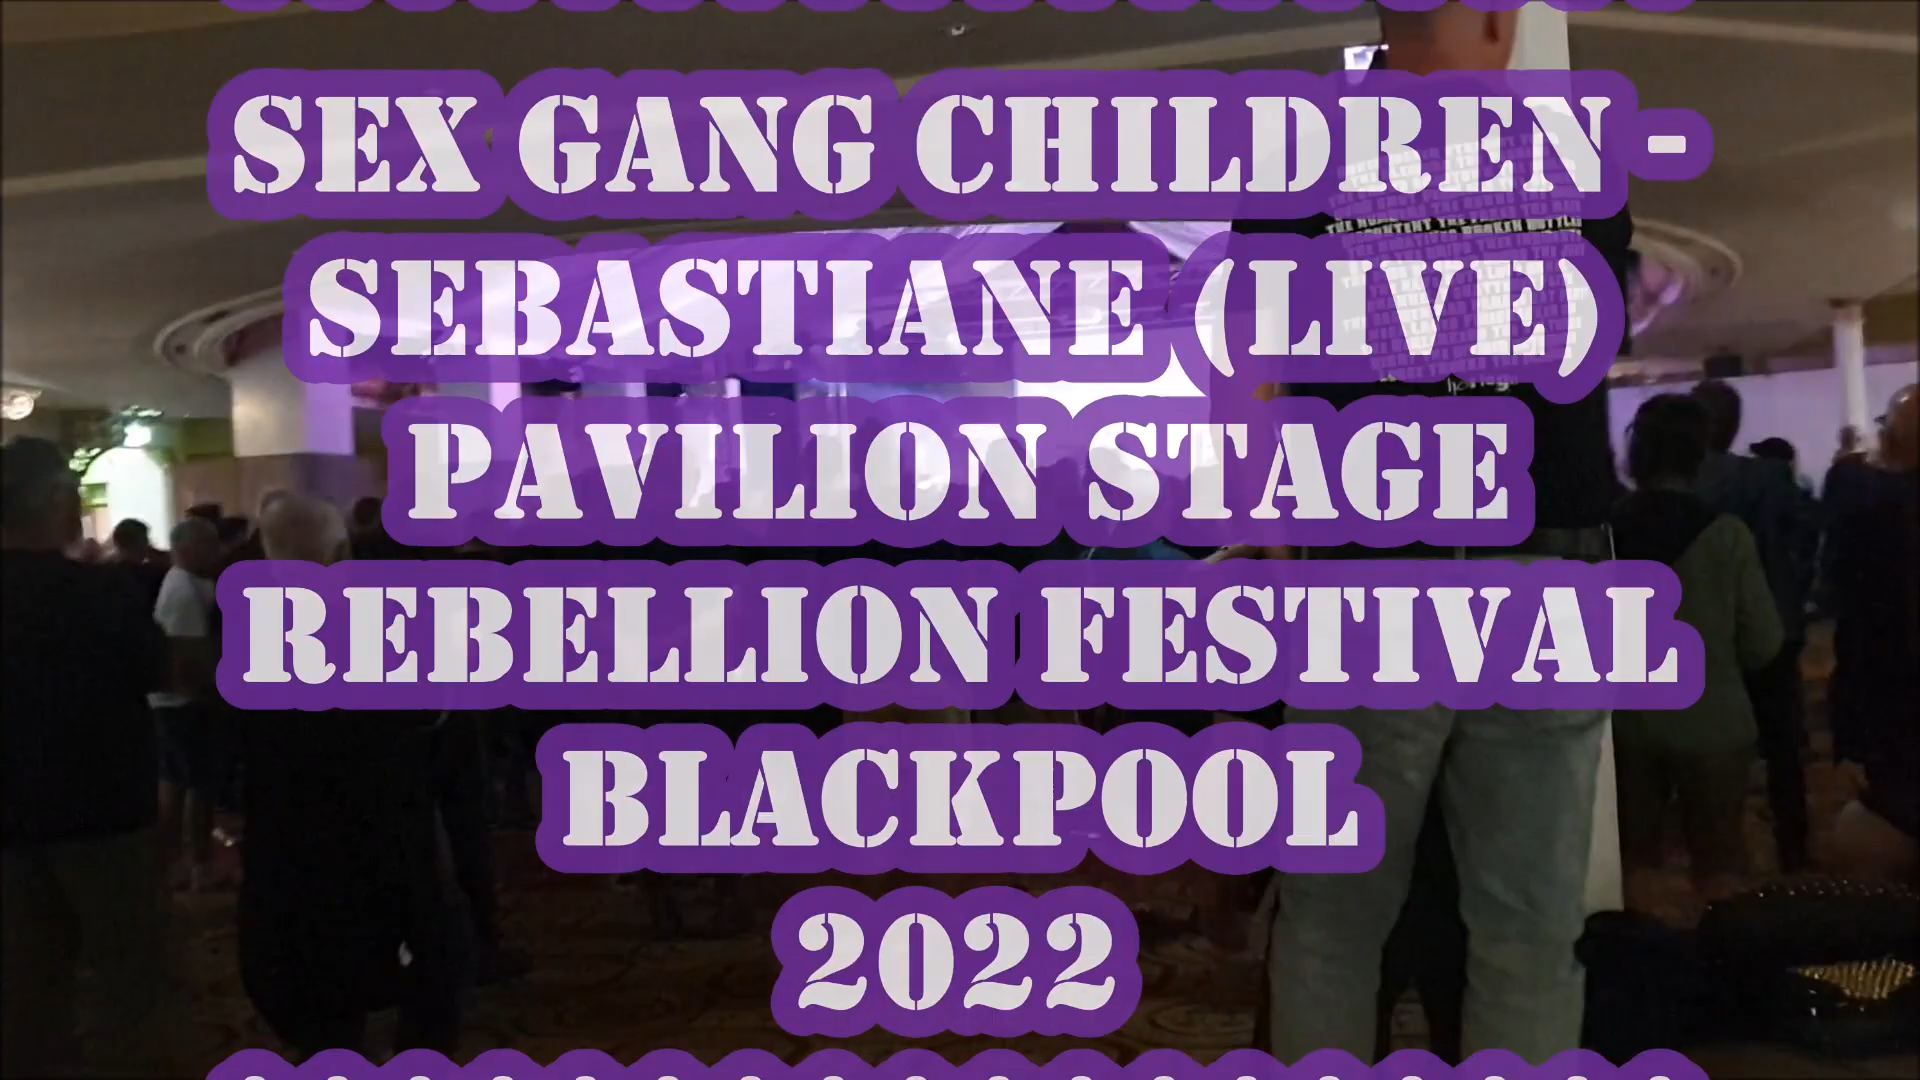 SEX GANG CHILDREN -
SEBASTIANE (LIVE)
PAVILION STAGE
REBELLION FESTIVAL
BLACKPOOL
2022